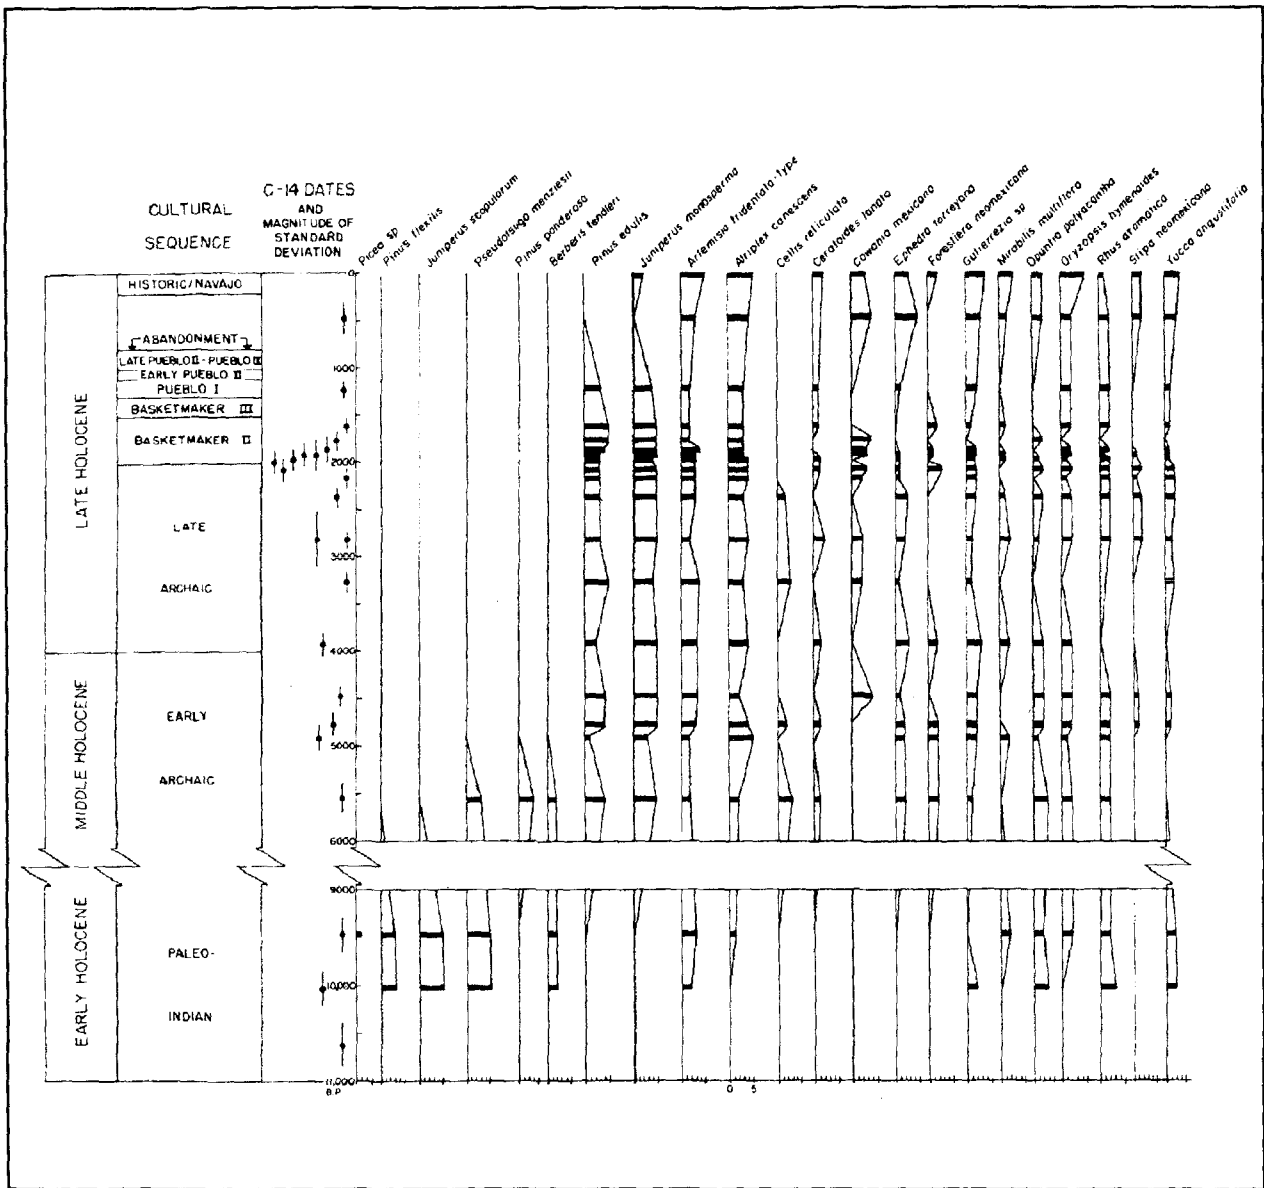 CULTURAL
SEQUENCE
C-14 DATES
AND
MAGNITUDE OF
STANDARD
DEVIATION
Picea sp
Pinus flexilis
Juniperus scopulorum
Pseudotsuga menziesii
Pinus ponderosa
Berberis fendleri
Pinus edulis
Juniperus monosperma
Artemisia tridentata-type
Atriplex canescens
Celtis reticulata
Ceratoides lanata
Cowania mexicana
Ephedra torreyana
Forestiera neomexicana
Gutierrezia sp
Mirabilis multiflora
Opuntia polyacantha
Oryzopsis hymenoides
Rhus aromatica
Stipa neomexicana
Yucca angustifolia
LATE HOLOCENE
MIDDLE HOLOCENE
EARLY HOLOCENE
HISTORIC/NAVAJO
ABANDONMENT
LATE PUEBLO II - PUEBLO III
EARLY PUEBLO II
PUEBLO I
BASKETMAKER III
BASKETMAKER II
LATE
ARCHAIC
EARLY
ARCHAIC
PALEO-
INDIAN
0
1000
2000
3000
4000
5000
6000
9000
10,000
11,000
B.P.
0 5